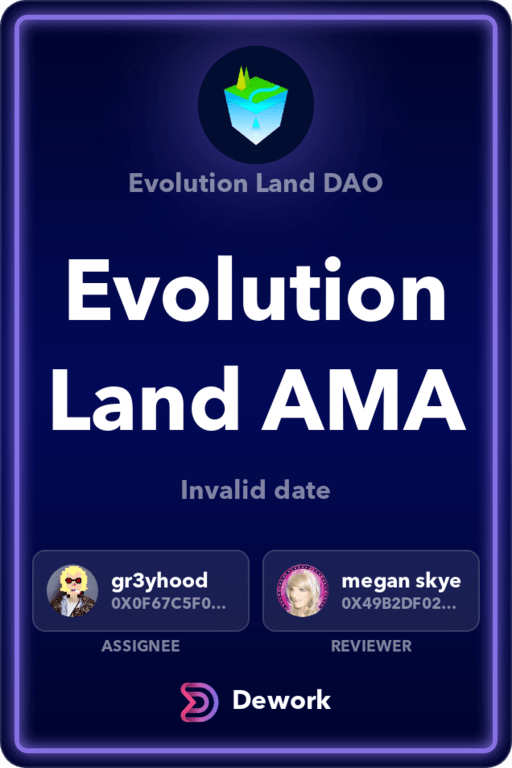 Evolution Land DAO
Evolution
Land AMA
Invalid date
gr3yhood
0X0F67C5F0...
megan skye
0X49B2DF02...
ASSIGNEE
REVIEWER
Dework